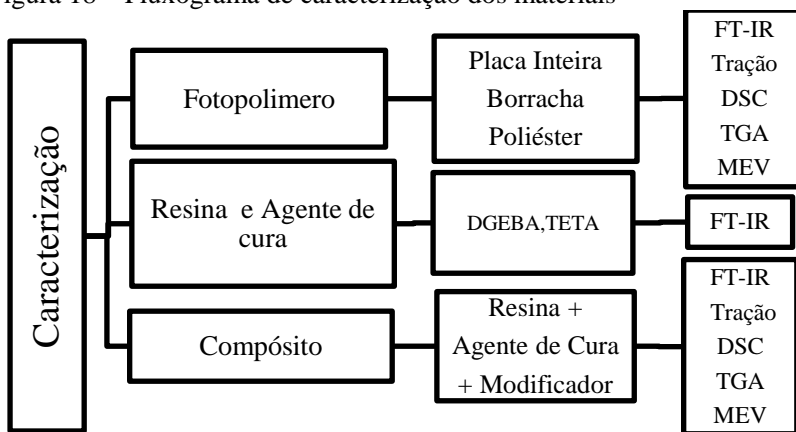 igura 18 – Fluxograma de caracterização dos materiais
Caracterização
Fotopolimero
Placa Inteira
Borracha
Poliéster
FT-IR
Tração
DSC
TGA
MEV
Resina e Agente de
cura
DGEBA,TETA
FT-IR
Compósito
Resina +
Agente de Cura
+ Modificador
FT-IR
Tração
DSC
TGA
MEV